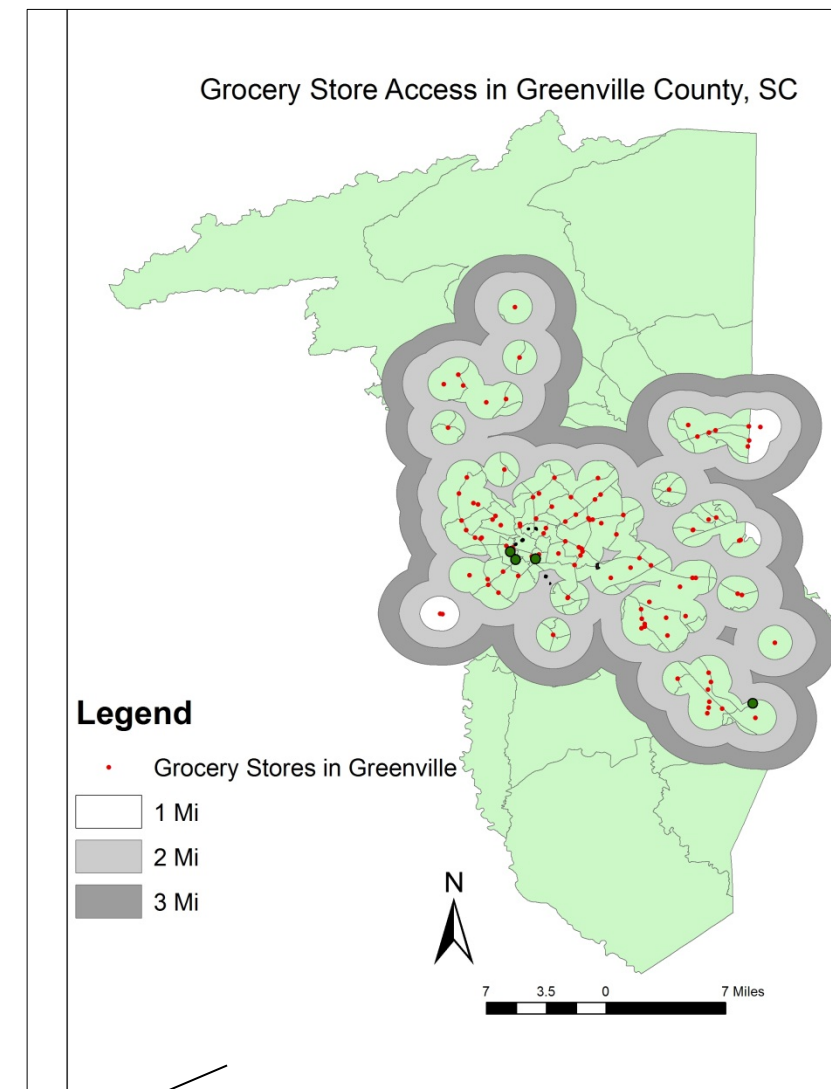 Grocery Store Access in Greenville County, SC
Legend
Grocery Stores in Greenville
1 Mi
2 Mi
3 Mi
N
7 3.5 0 7 Miles